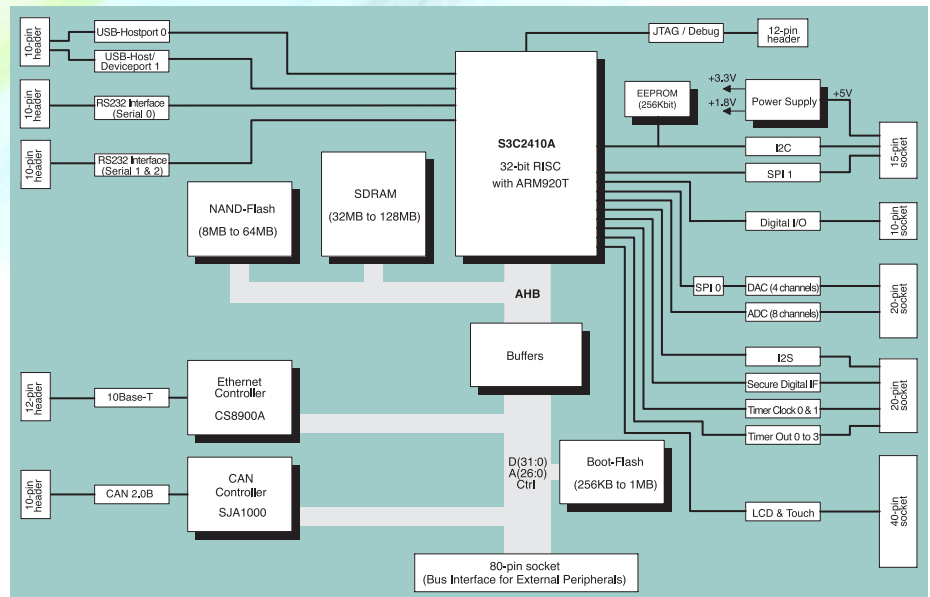 10-pin
header
USB-Hostport 0
USB-Host/
Deviceport 1
10-pin
header
RS232 Interface
(Serial 0)
10-pin
header
RS232 Interface
(Serial 1 & 2)
JTAG / Debug
12-pin
header
EEPROM
(256Kbit)
+3.3V
+1.8V
Power Supply
+5V
S3C2410A
32-bit RISC
with ARM920T
I2C
SPI 1
15-pin
socket
NAND-Flash
(8MB to 64MB)
SDRAM
(32MB to 128MB)
Digital I/O
10-pin
socket
AHB
SPI 0
DAC (4 channels)
ADC (8 channels)
20-pin
socket
Buffers
I2S
Secure Digital IF
Timer Clock 0 & 1
Timer Out 0 to 3
20-pin
socket
12-pin
header
10Base-T
Ethernet
Controller
CS8900A
10-pin
header
CAN 2.0B
CAN
Controller
SJA1000
D(31:0)
A(26:0)
Ctrl
Boot-Flash
(256KB to 1MB)
LCD & Touch
40-pin
socket
80-pin socket
(Bus Interface for External Peripherals)